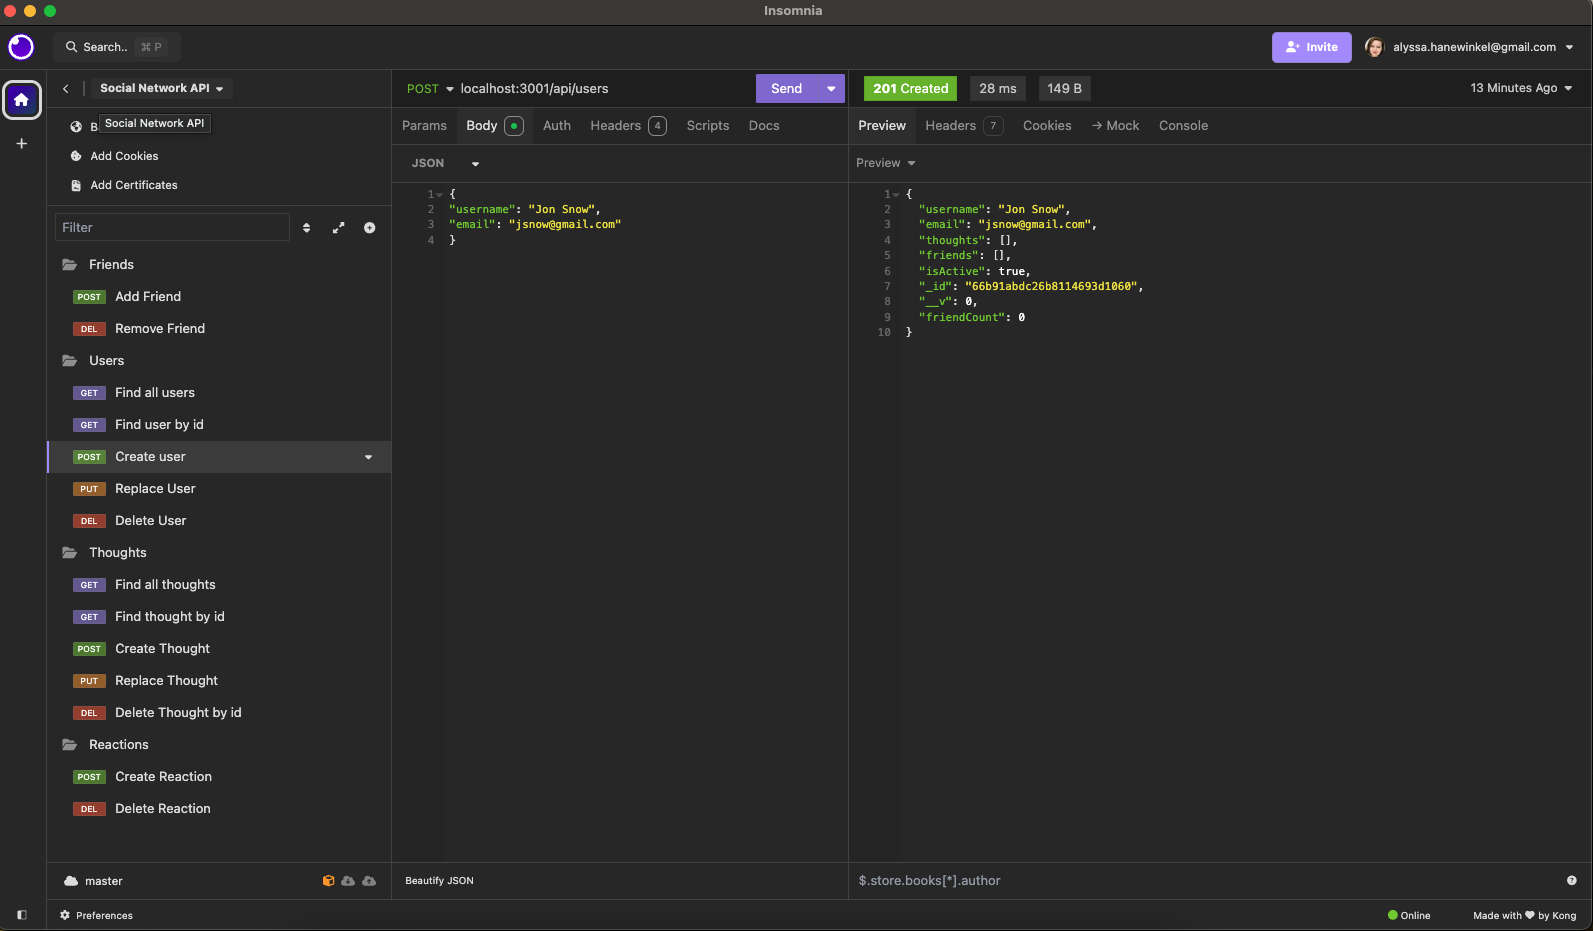 Insomnia
Search.. ⌘ P
Invite
alyssa.hanewinkel@gmail.com
Social Network API
B
Social Network API
Add Cookies
Add Certificates
Filter
Friends
POST Add Friend
DEL Remove Friend
Users
GET Find all users
GET Find user by id
POST Create user
PUT Replace User
DEL Delete User
Thoughts
GET Find all thoughts
GET Find thought by id
POST Create Thought
PUT Replace Thought
DEL Delete Thought by id
Reactions
POST Create Reaction
DEL Delete Reaction
master
POST localhost:3001/api/users
Send
Params Body Auth Headers 4 Scripts Docs
JSON
1 {
2 "username": "Jon Snow",
3 "email": "jsnow@gmail.com"
4 }
Beautify JSON
201 Created 28 ms 149 B
13 Minutes Ago
Preview Headers 7 Cookies → Mock Console
Preview
1 {
2 "username": "Jon Snow",
3 "email": "jsnow@gmail.com",
4 "thoughts": [],
5 "friends": [],
6 "isActive": true,
7 "_id": "66b91abdc26b8114693d1060",
8 "__v": 0,
9 "friendCount": 0
10 }
$.store.books[*].author
Preferences
Online
Made with ❤ by Kong